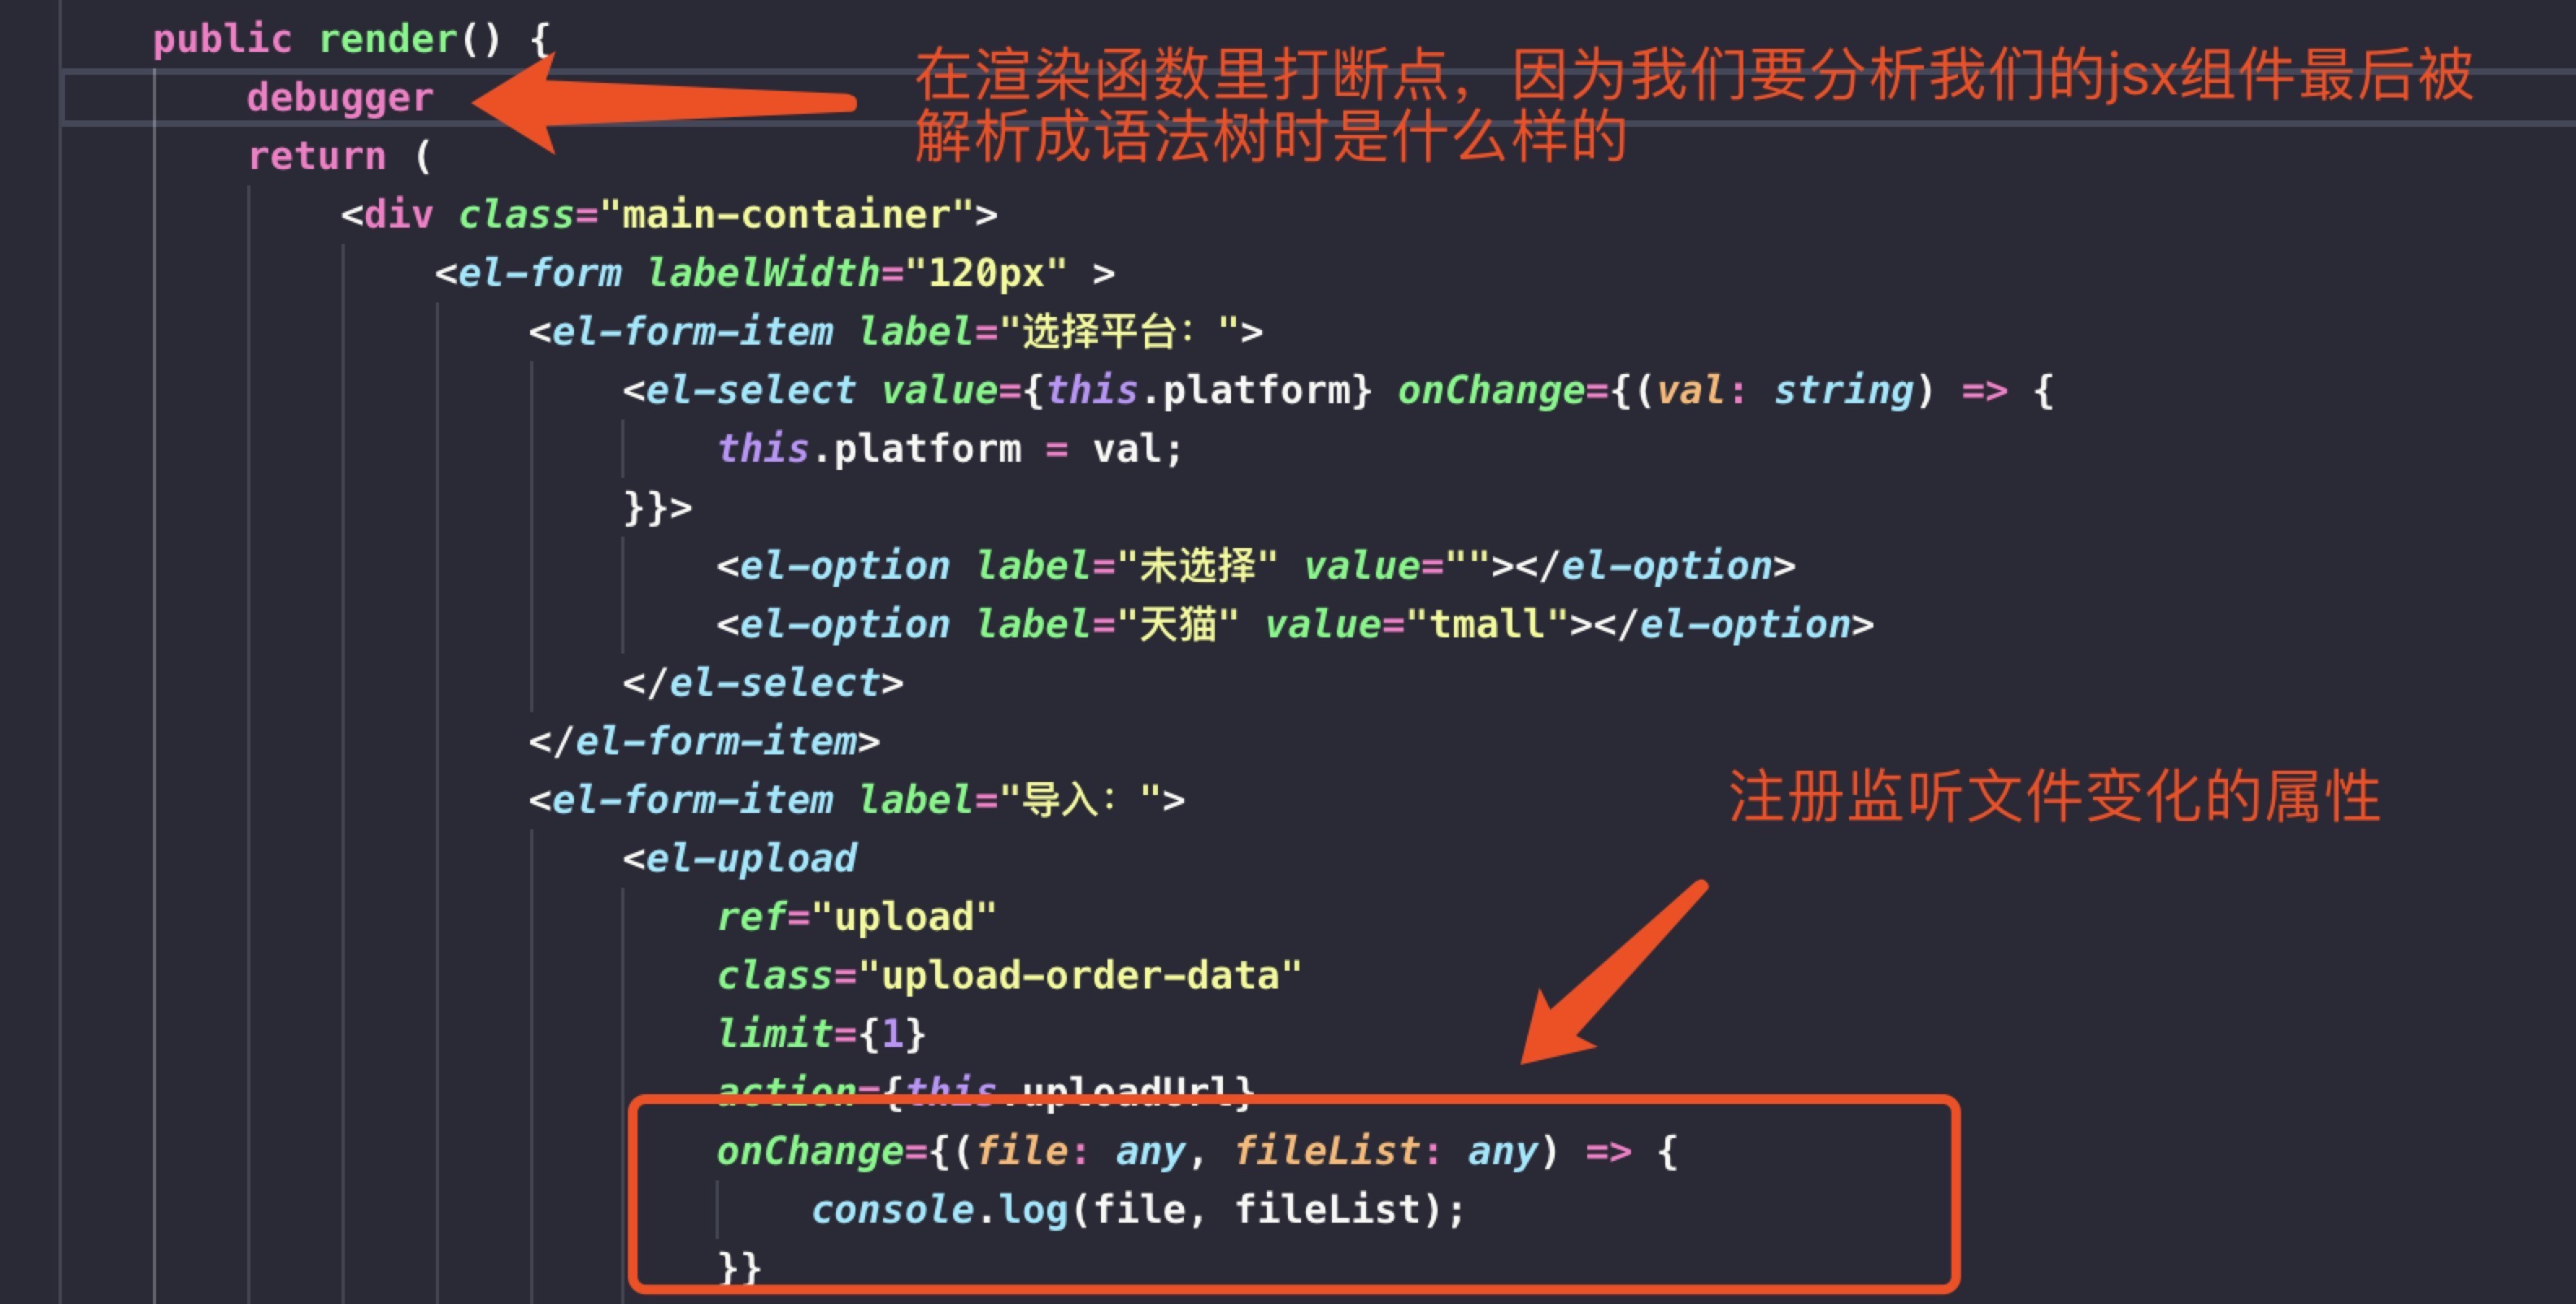 public render() {
debugger
在渲染函数里打断点，因为我们要分析我们的jsx组件最后被
解析成语法树时是什么样的
return (
<div class="main-container">
<el-form labelWidth="120px" >
<el-form-item label="选择平台：">
<el-select value={this.platform} onChange={(val: string) => {
this.platform = val;
}}>
<el-option label="未选择" value=""></el-option>
<el-option label="天猫" value="tmall"></el-option>
</el-select>
</el-form-item>
<el-form-item label="导入：">
注册监听文件变化的属性
<el-upload
ref="upload"
class="upload-order-data"
limit={1}
action={this.uploadUrl}
onChange={(file: any, fileList: any) => {
console.log(file, fileList);
}}